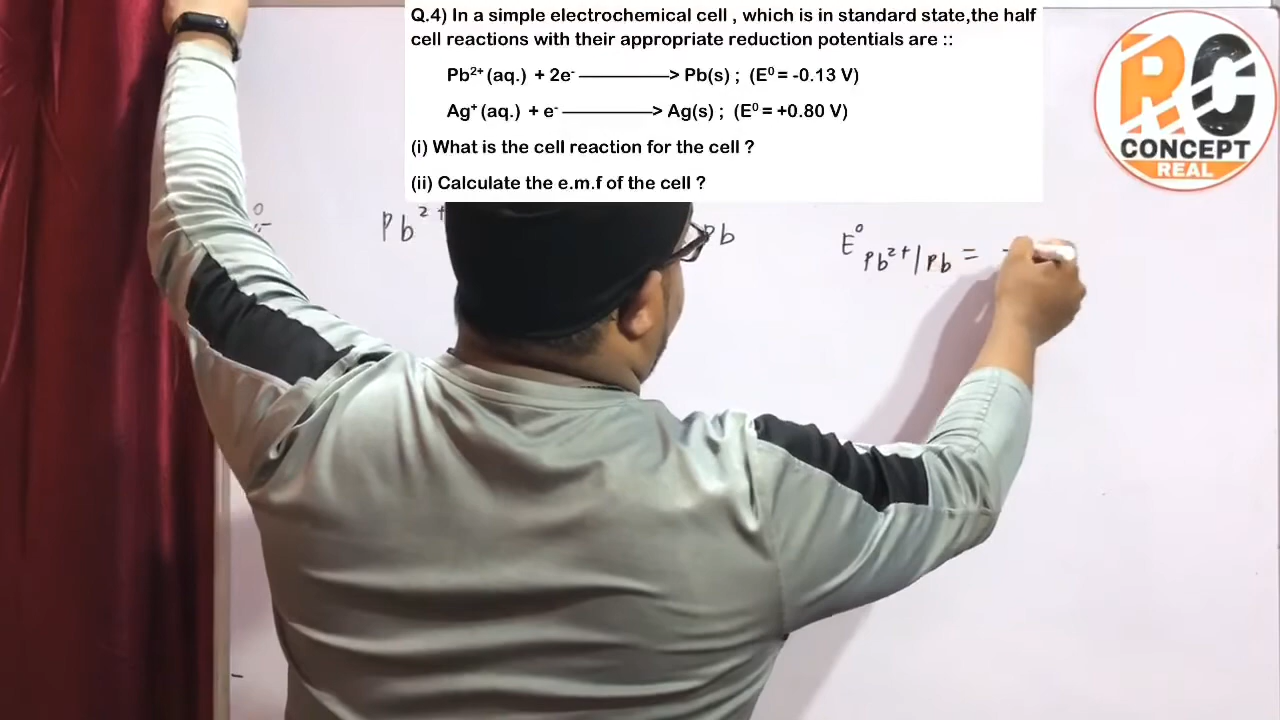 Q.4) In a simple electrochemical cell , which is in standard state,the half
cell reactions with their appropriate reduction potentials are ::
Pb²⁺ (aq.) + 2e⁻ ————> Pb(s) ; (E⁰ = -0.13 V)
Ag⁺ (aq.) + e⁻ ————> Ag(s) ; (E⁰ = +0.80 V)
(i) What is the cell reaction for the cell ?
(ii) Calculate the e.m.f of the cell ?
RC
CONCEPT
REAL
Pb²⁺ Pb
E⁰ Pb²⁺/Pb =